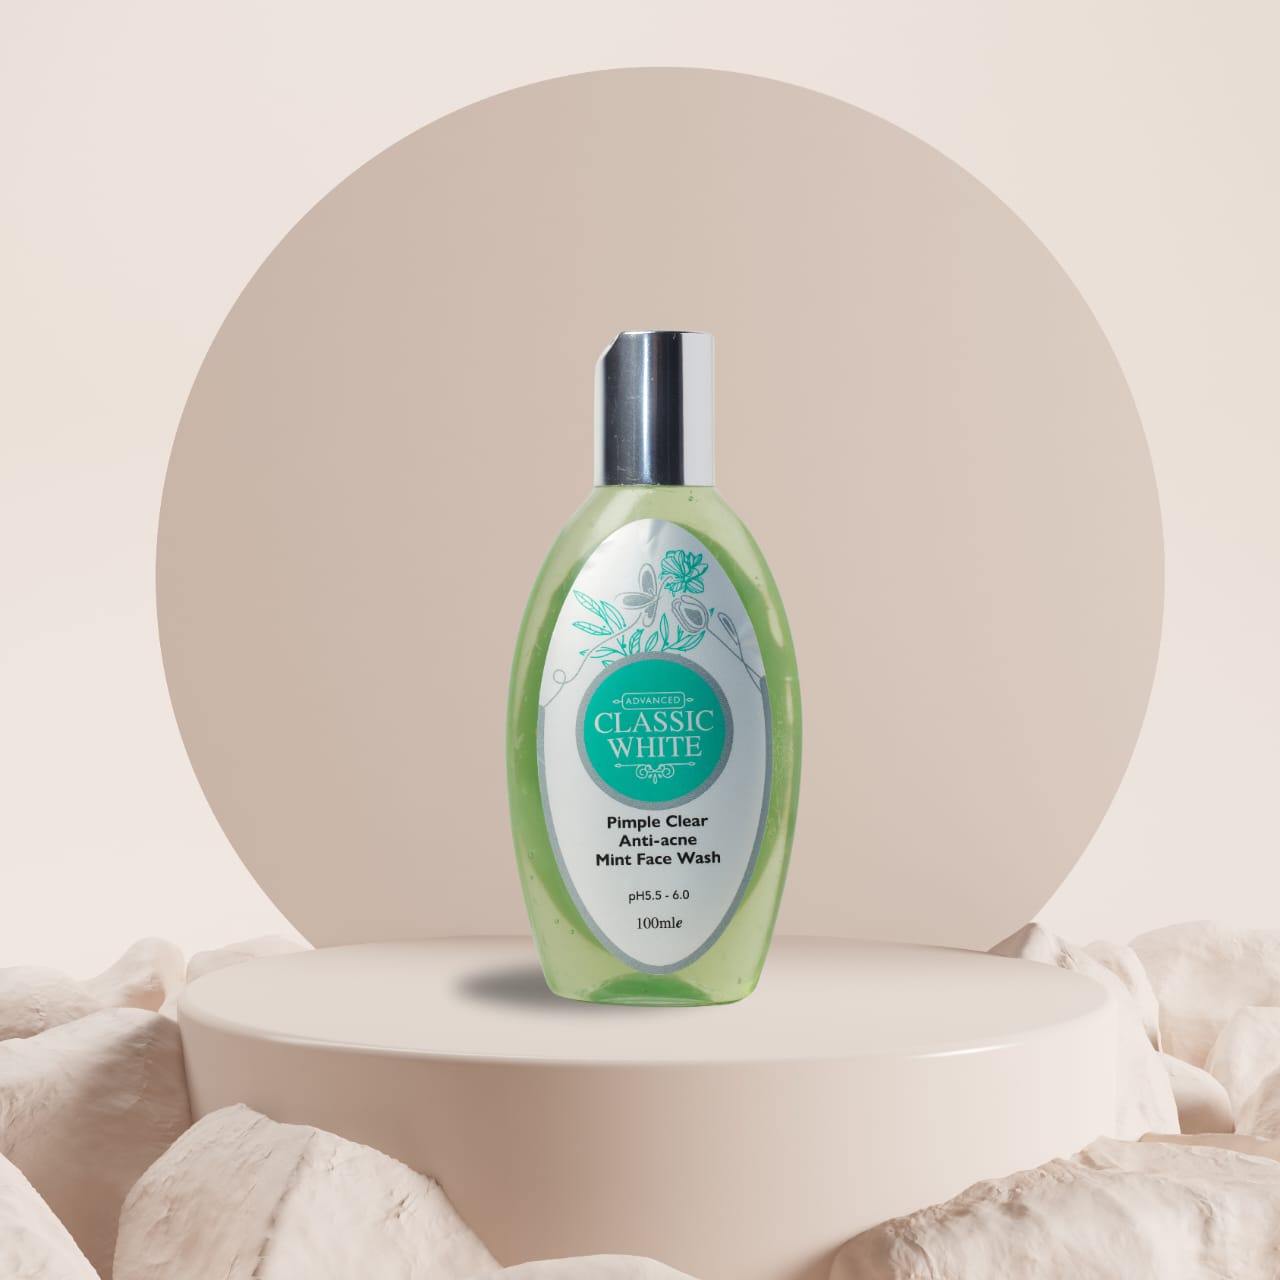 ADVANCED
CLASSIC
WHITE
Pimple Clear
Anti-acne
Mint Face Wash
pH5.5 - 6.0
100mle